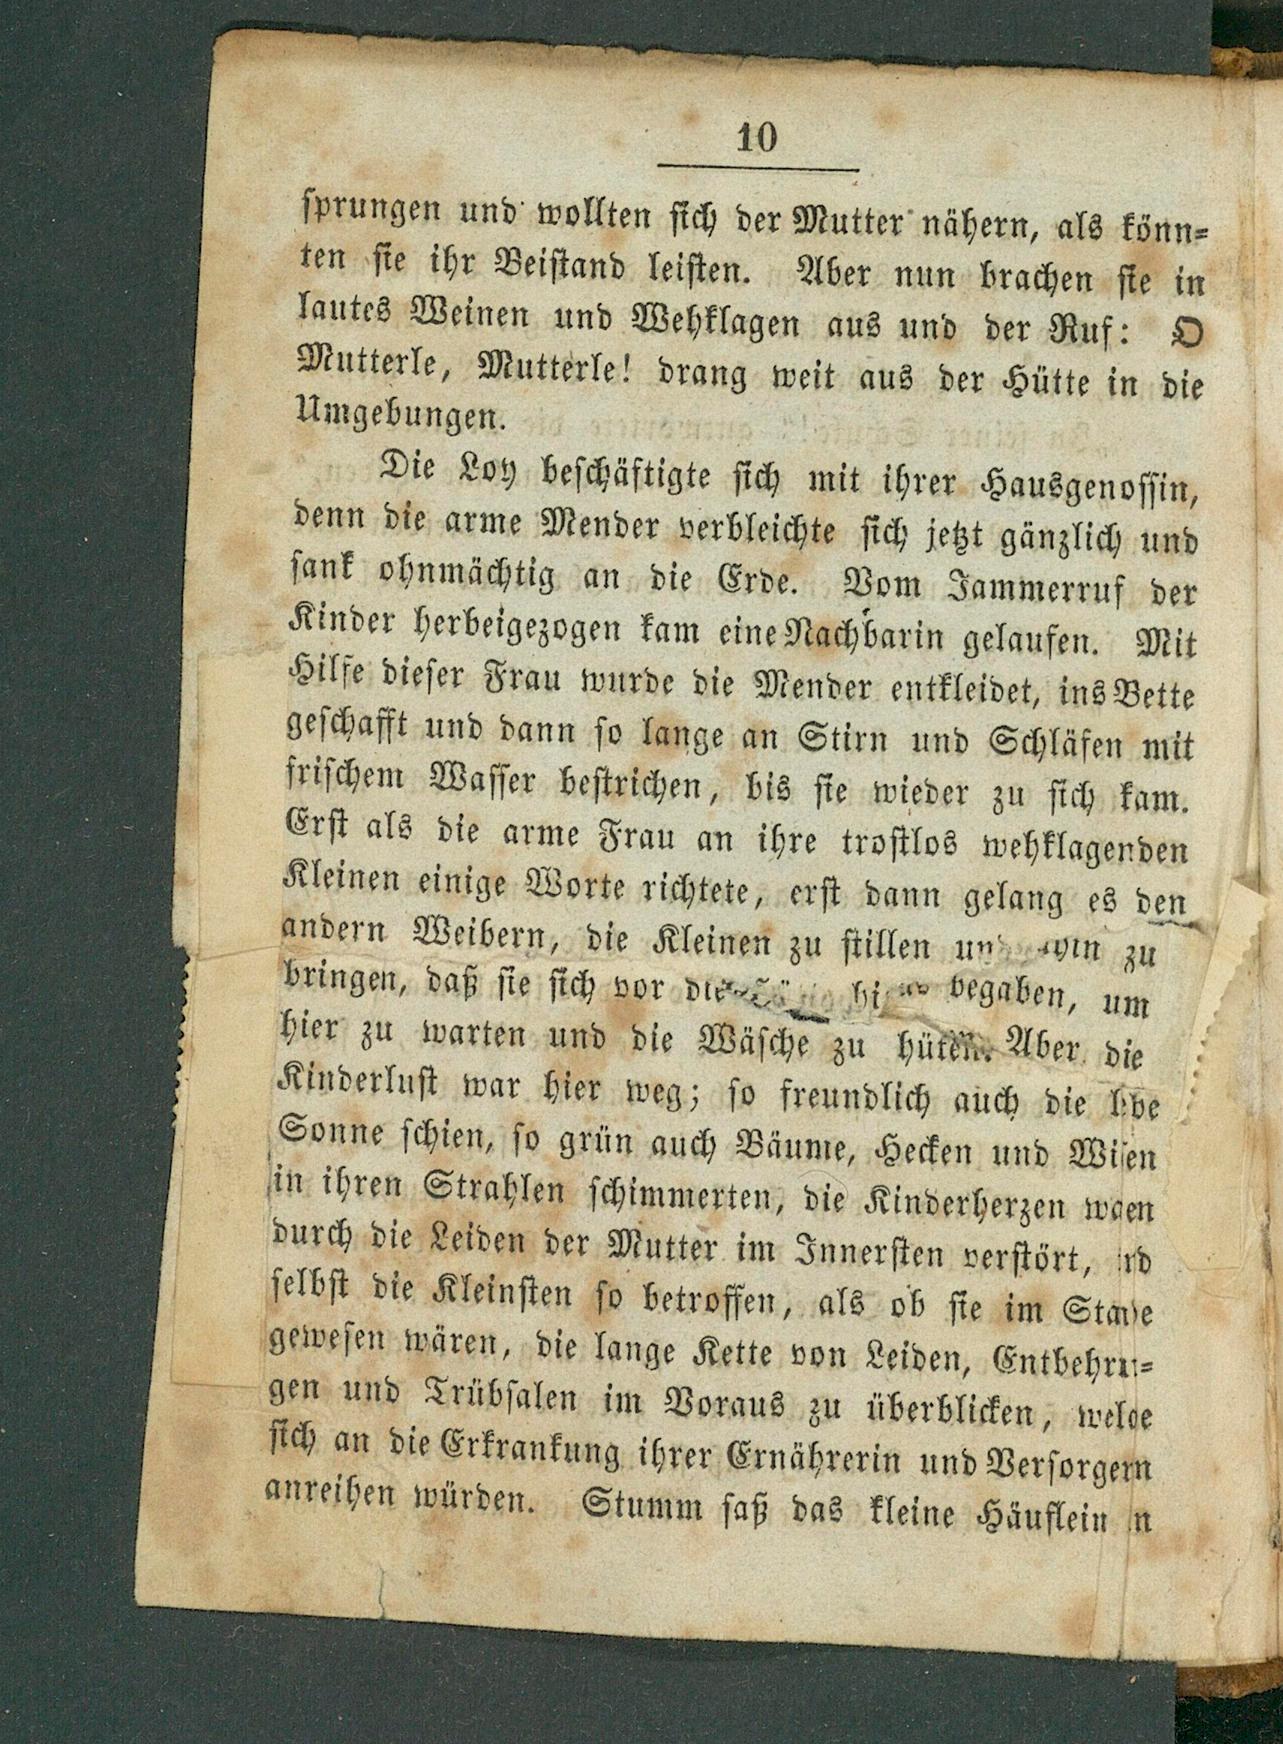 10
sprungen und wollten sich der Mutter nähern, als könn-
ten sie ihr Beistand leisten. Aber nun brachen sie in
lautes Weinen und Wehklagen aus und der Ruf: O
Mutterle, Mutterle! drang weit aus der Hütte in die
Umgebungen.
Die Loy beschäftigte sich mit ihrer Hausgenossin,
denn die arme Mender verbleichte sich jetzt gänzlich und
sank ohnmächtig an die Erde. Vom Jammerruf der
Kinder herbeigezogen kam eine Nachbarin gelaufen. Mit
Hilfe dieser Frau wurde die Mender entkleidet, ins Bette
geschafft und dann so lange an Stirn und Schläfen mit
frischem Wasser bestrichen, bis sie wieder zu sich kam.
Erst als die arme Frau an ihre trostlos wehklagenden
Kleinen einige Worte richtete, erst dann gelang es den
andern Weibern, die Kleinen zu stillen zu
bringen, daß sie sich vor die begaben, um
hier zu warten und die Wäsche zu hüten. Aber die
Kinderlust war hier weg; so freundlich auch die
Sonne schien, so grün auch Bäume, Hecken und
in ihren Strahlen schimmerten, die Kinderherzen
durch die Leiden der Mutter im Innersten verstört,
selbst die Kleinsten so betroffen, als ob sie im
gewesen wären, die lange Kette von Leiden,
gen und Trübsalen im Voraus zu überblicken,
sich an die Erkrankung ihrer Ernährerin und
anreihen würden. Stumm saß das kleine Häuflein